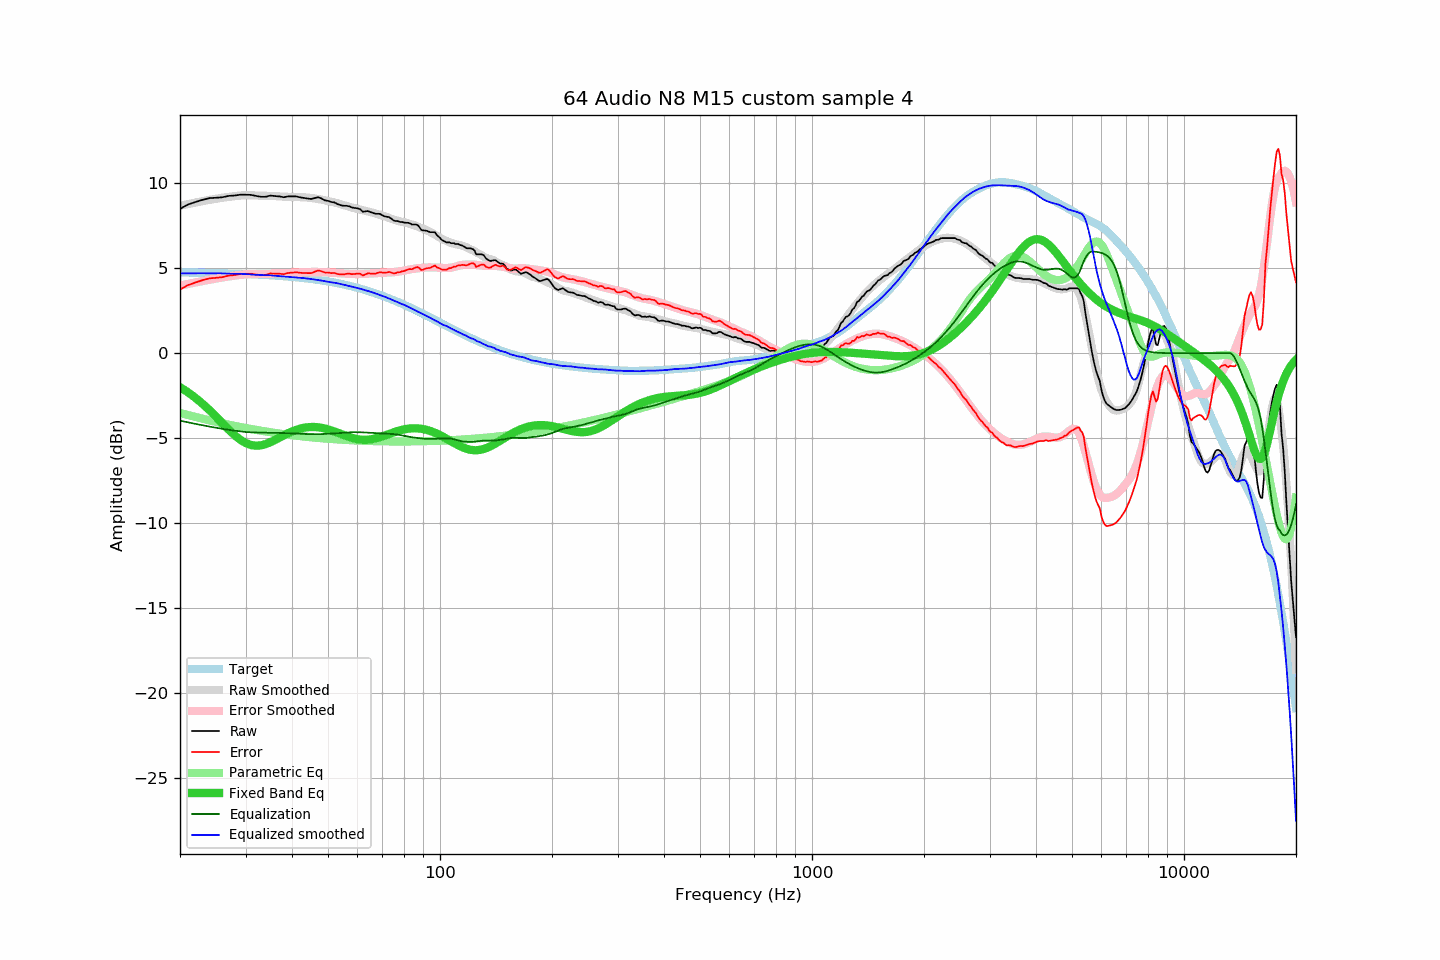 64 Audio N8 M15 custom sample 4
10
5
0
−5
−10
−15
−20
−25
Amplitude (dBr)
Target
Raw Smoothed
Error Smoothed
Raw
Error
Parametric Eq
Fixed Band Eq
Equalization
Equalized smoothed
100
1000
10000
Frequency (Hz)